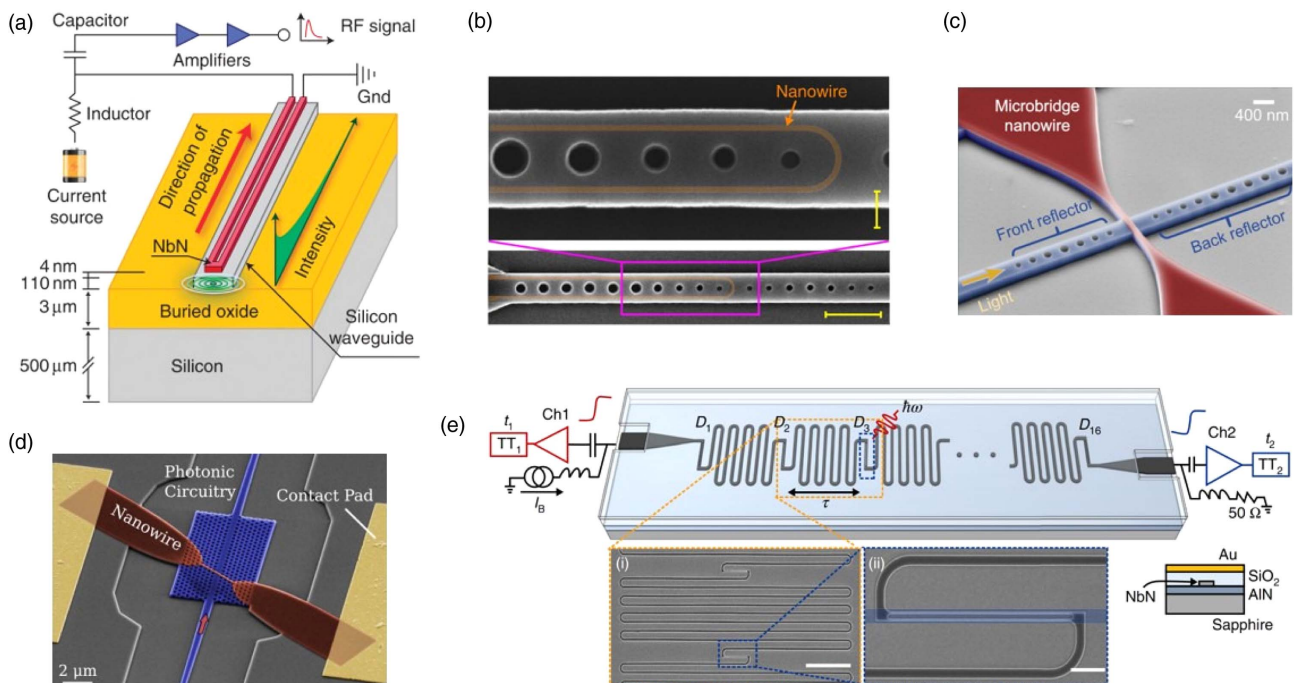 (a)
Capacitor
RF signal
Amplifiers
Gnd
Inductor
Current
source
Direction of
propagation
Intensity
NbN
4 nm
110 nm
3 μm
500 μm
Buried oxide
Silicon
waveguide
Silicon
(b)
Nanowire
(c)
Microbridge
nanowire
400 nm
Front reflector
Back reflector
Light
(d)
Photonic
Circuitry
Contact Pad
Nanowire
2 μm
(e)
t1
Ch1
TT1
IB
D1
D2
D3
ħω
D16
τ
Ch2
t2
TT2
50 Ω
(i)
(ii)
Au
SiO2
AlN
NbN
Sapphire